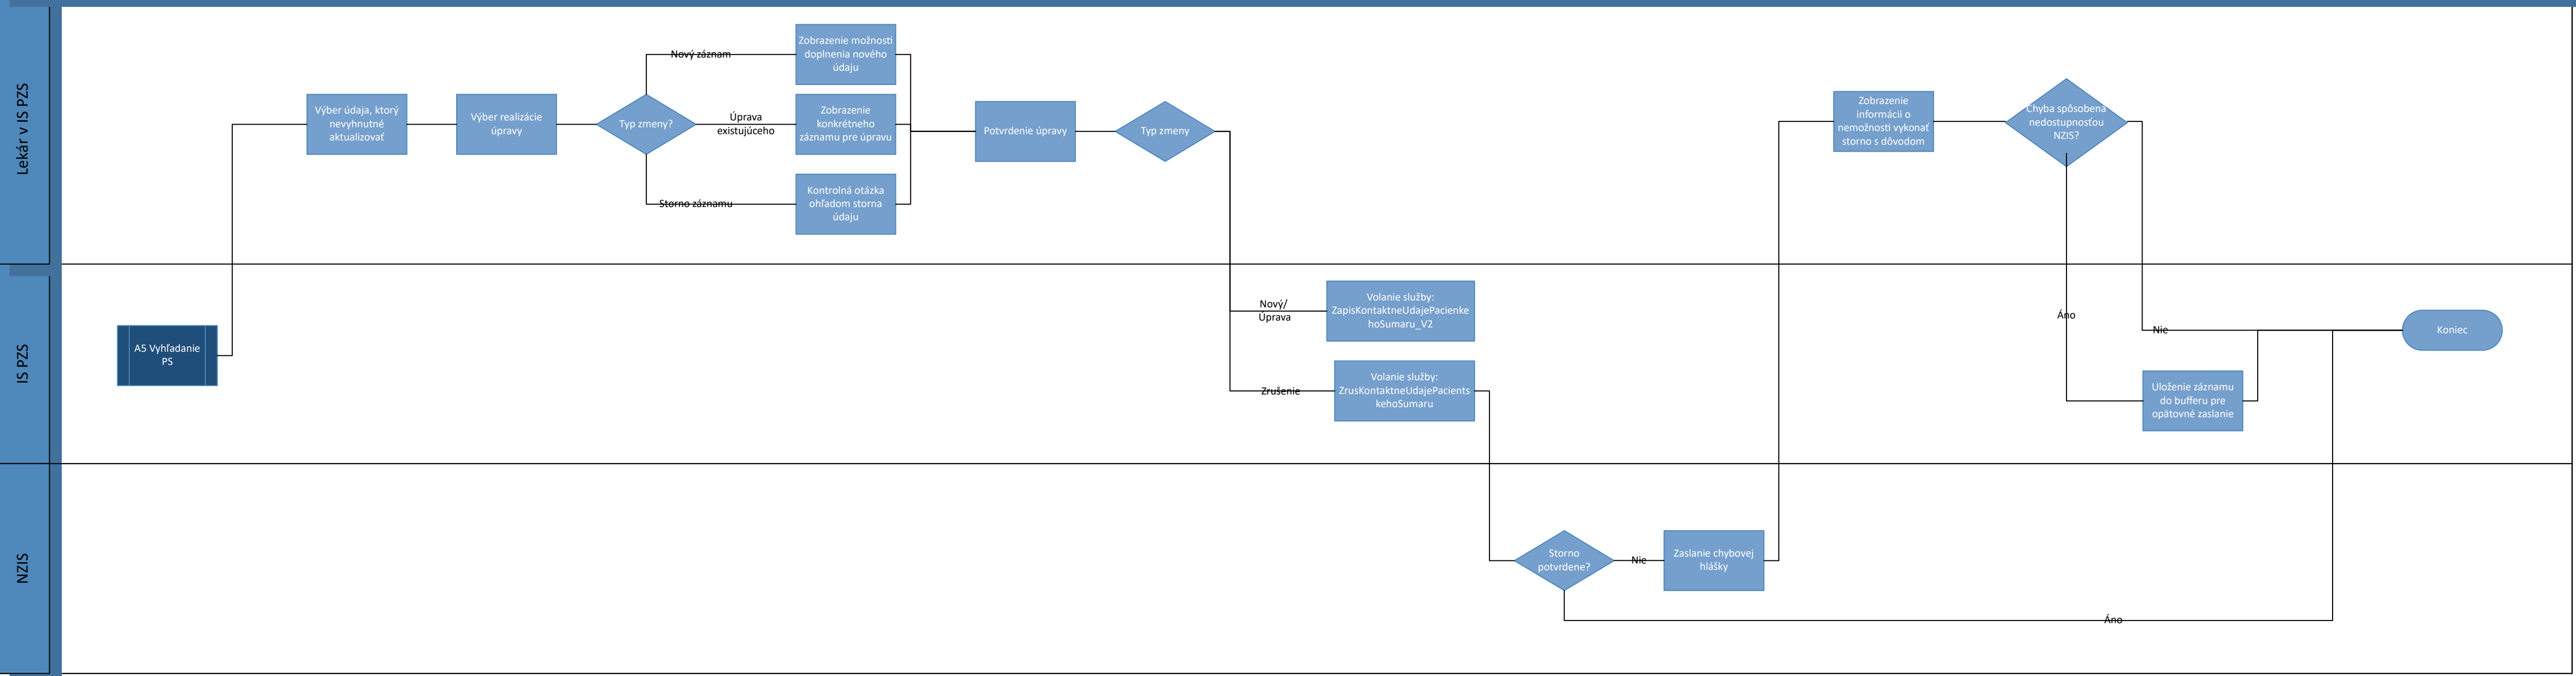 Lekár v IS PZS
Nový záznam
Zobrazenie možnosti
doplnenia nového
údaju
Výber údaja, ktorý
nevyhnutné
aktualizovať
Výber realizácie
úpravy
Typ zmeny?
Úprava
existujúceho
Zobrazenie
konkrétneho
záznamu pre úpravu
Storno záznamu
Kontrolná otázka
ohľadom storna
údaju
Potvrdenie úpravy
Typ zmeny
Zobrazenie
informácii o
nemožnosti vykonať
storno s dôvodom
Chyba spôsobena
nedostupnosťou
NZIS?
IS PZS
A5 Vyhľadanie
PS
Nový/
Úprava
Volanie služby:
ZapisKontaktneUdajePacienke
hoSumaru_V2
Zrušenie
Volanie služby:
ZrusKontaktneUdajePacients
kehoSumaru
Áno
Nie
Uloženie záznamu
do bufferu pre
opätovné zaslanie
Koniec
NZIS
Storno
potvrdene?
Nie
Zaslanie chybovej
hlášky
Áno